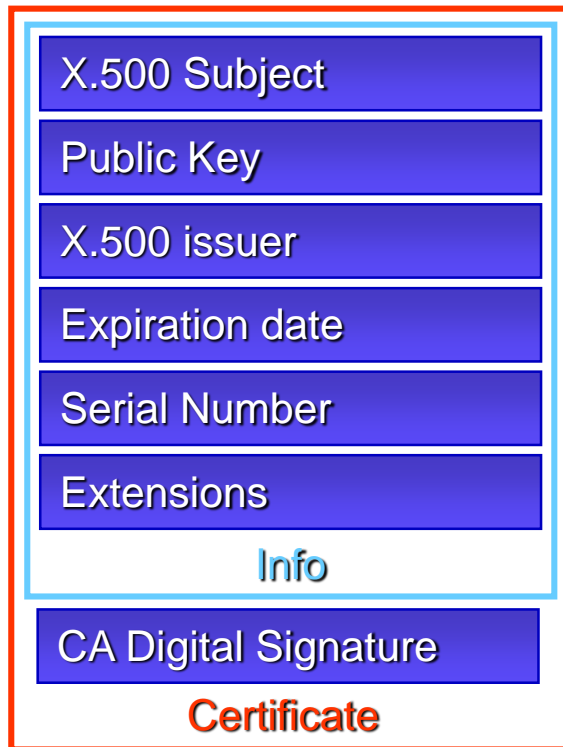 X.500 Subject
Public Key
X.500 issuer
Expiration date
Serial Number
Extensions
Info
CA Digital Signature
Certificate